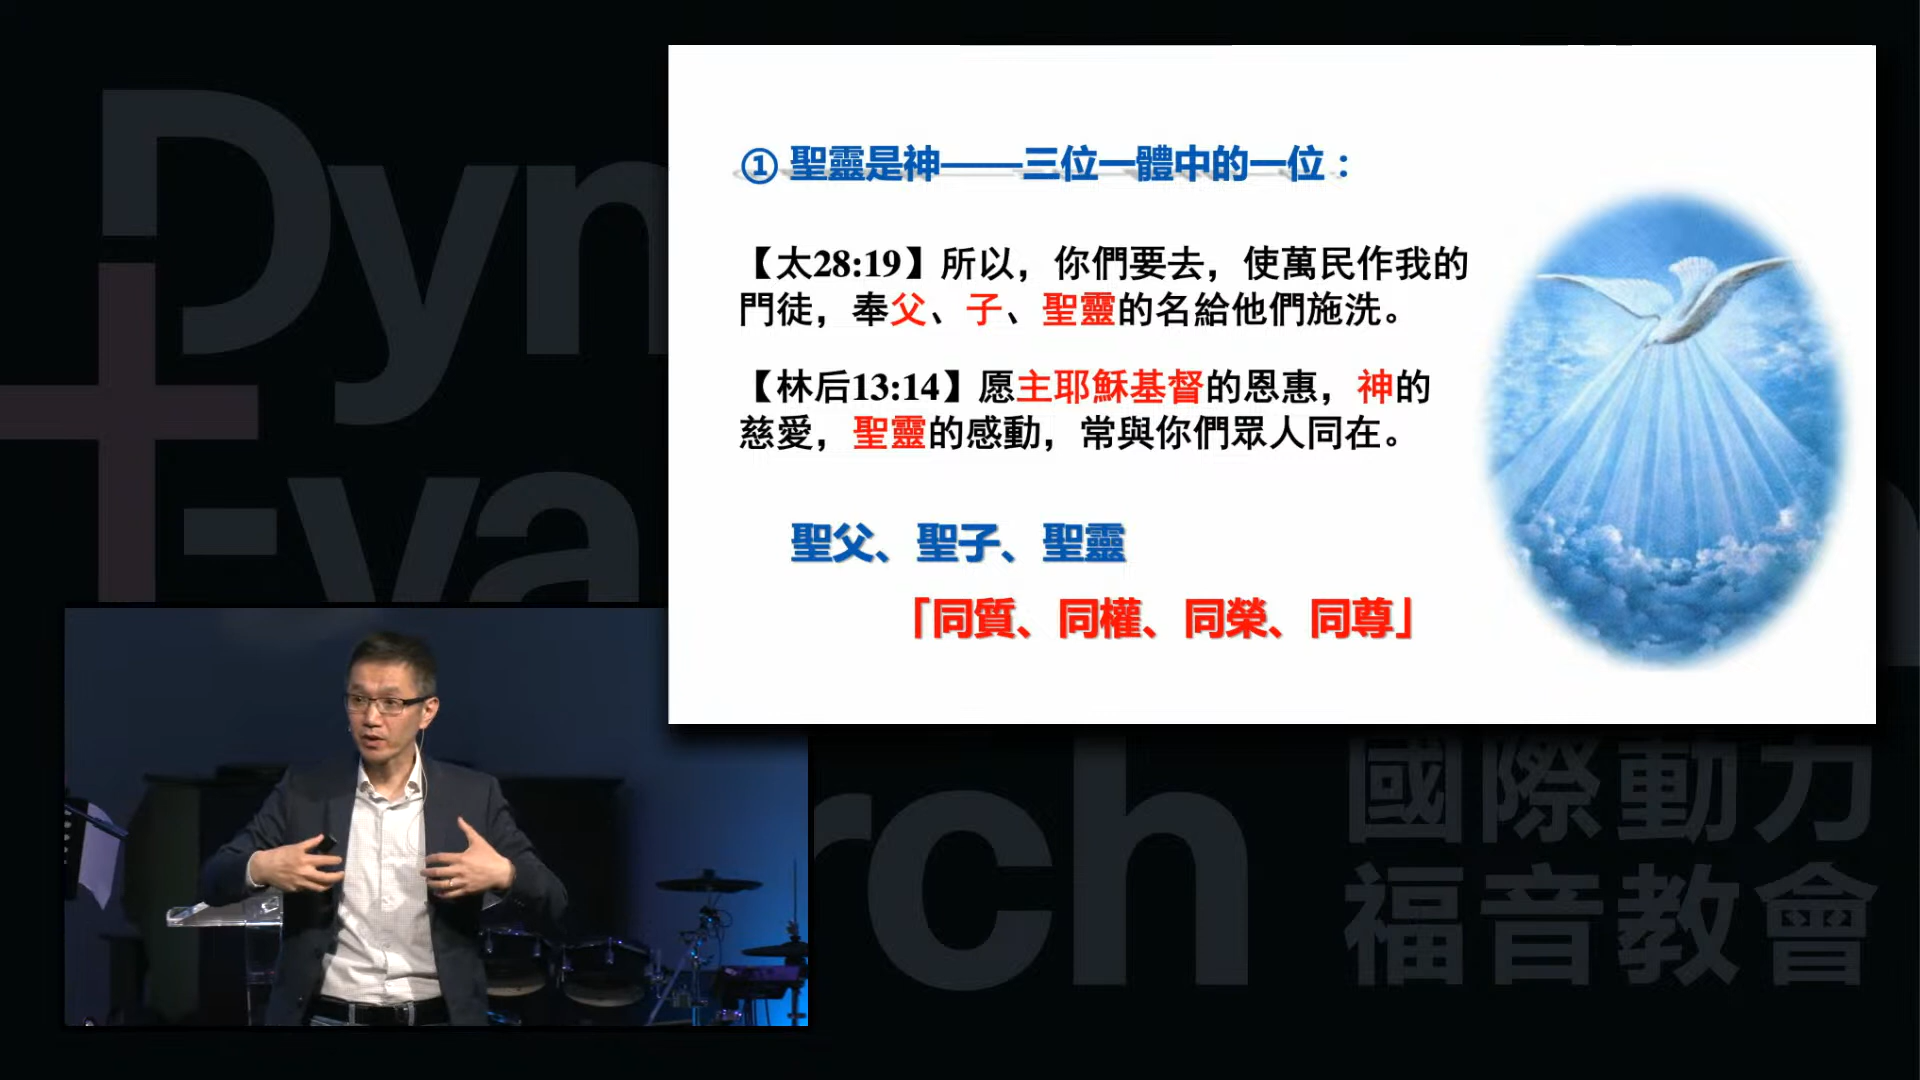 ① 聖靈是神——三位一體中的一位：
【太28:19】所以，你們要去，使萬民作我的
門徒，奉父、子、聖靈的名給他們施洗。
【林后13:14】愿主耶穌基督的恩惠，神的
慈愛，聖靈的感動，常與你們眾人同在。
聖父、聖子、聖靈
「同質、同權、同榮、同尊」
國際動力
福音教會